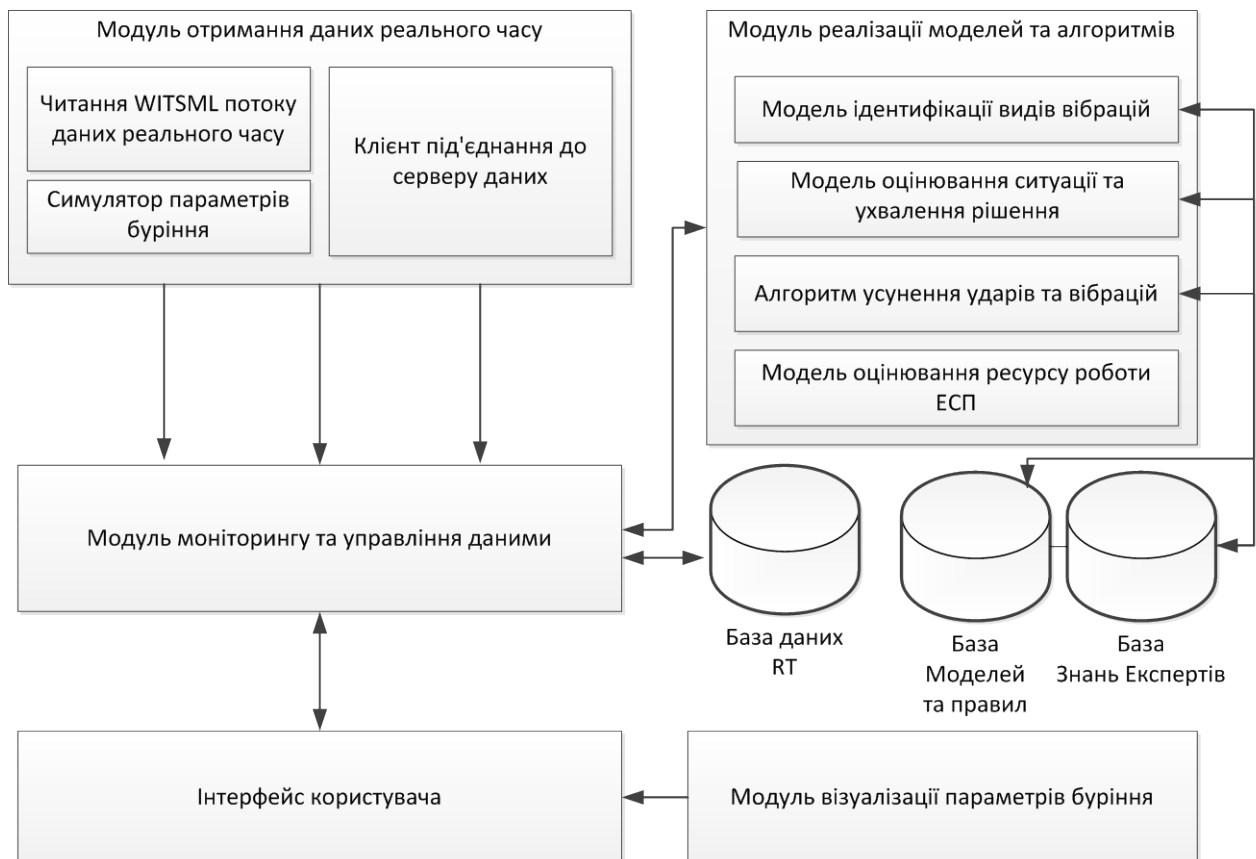 Модуль отримання даних реального часу
Читання WITSML потоку
даних реального часу
Симулятор параметрів
буріння
Клієнт під'єднання до
серверу даних
Модуль реалізації моделей та алгоритмів
Модель ідентифікації видів вібрацій
Модель оцінювання ситуації та
ухвалення рішення
Алгоритм усунення ударів та вібрацій
Модель оцінювання ресурсу роботи
ЕСП
Модуль моніторингу та управління даними
База даних
RT
База
Моделей
та правил
База
Знань Експертів
Інтерфейс користувача
Модуль візуалізації параметрів буріння